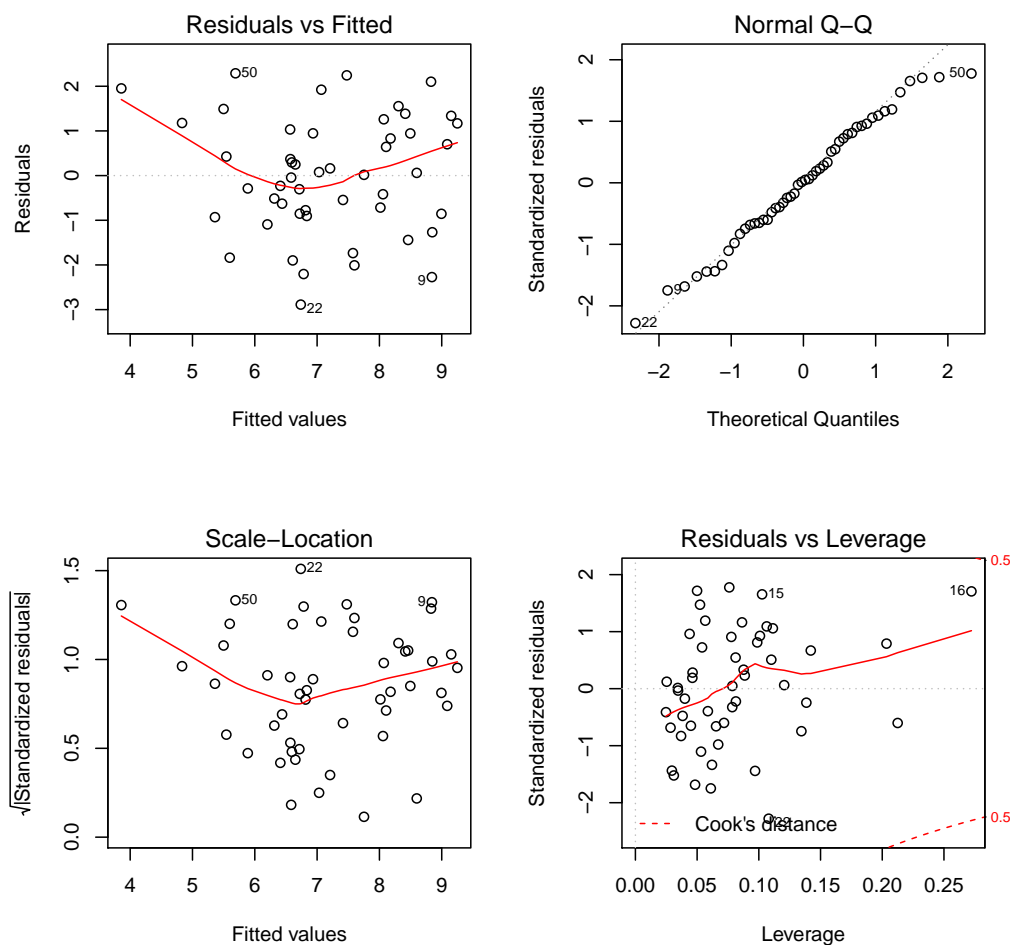 Residuals vs Fitted
Residuals
2
1
0
−1
−2
−3
50
9
22
4 5 6 7 8 9
Fitted values
Normal Q−Q
Standardized residuals
2
1
0
−1
−2
50
9
22
−2 −1 0 1 2
Theoretical Quantiles
Scale−Location
√|Standardized residuals|
1.5
1.0
0.5
0.0
22
50
9
4 5 6 7 8 9
Fitted values
Residuals vs Leverage
Standardized residuals
2
1
0
−1
−2
0.5
16
15
22
Cook's distance
0.5
0.00 0.05 0.10 0.15 0.20 0.25
Leverage